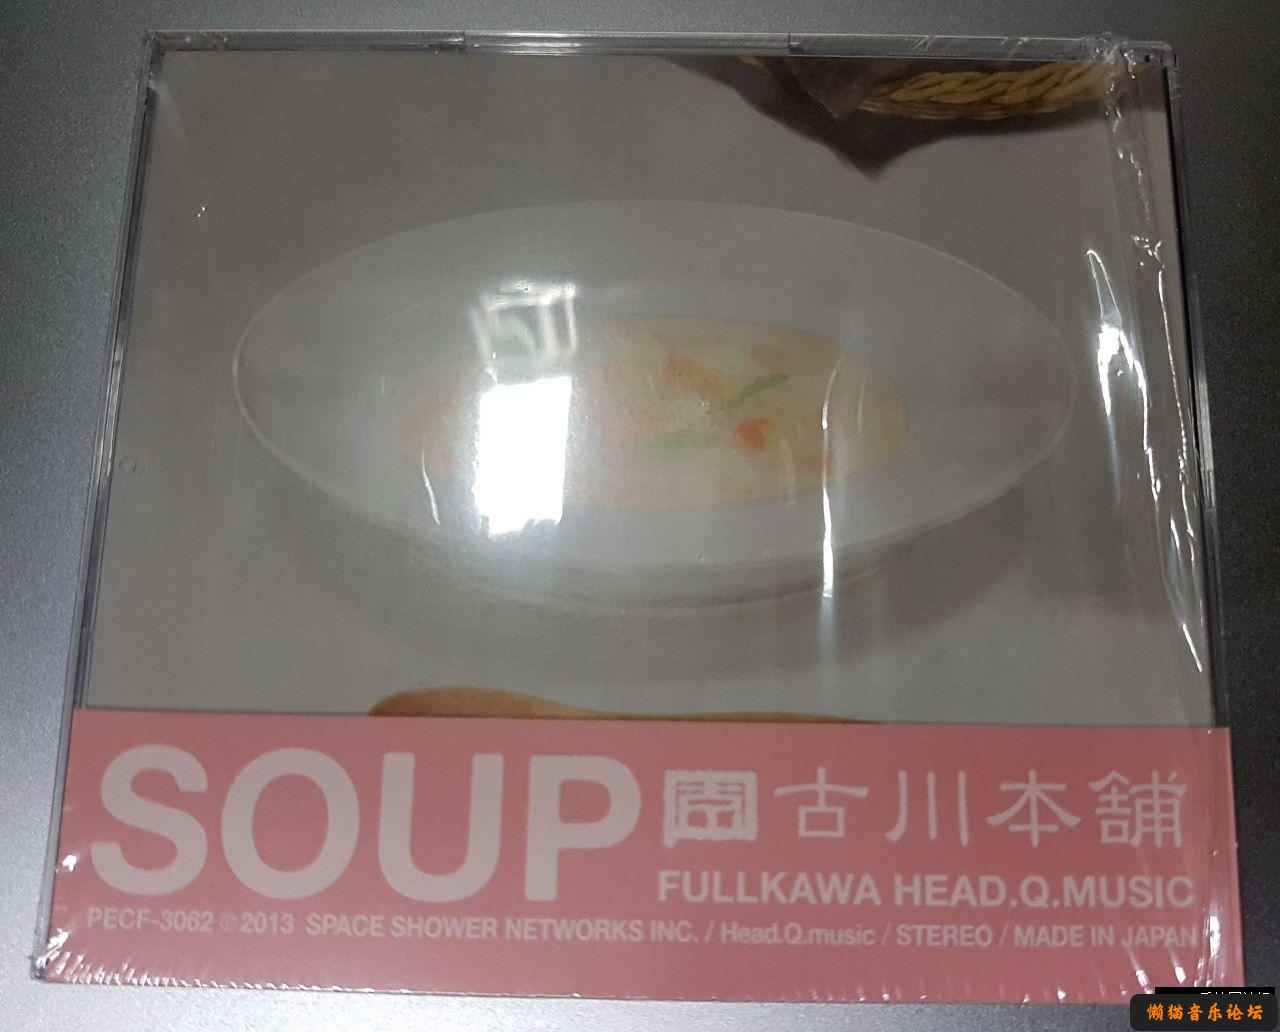 SOUP 古川本舗
FULLKAWA HEAD.Q.MUSIC
PECF-3062 ℗2013 SPACE SHOWER NETWORKS INC. / Head.Q.music / STEREO / MADE IN JAPAN
懒猫音乐论坛